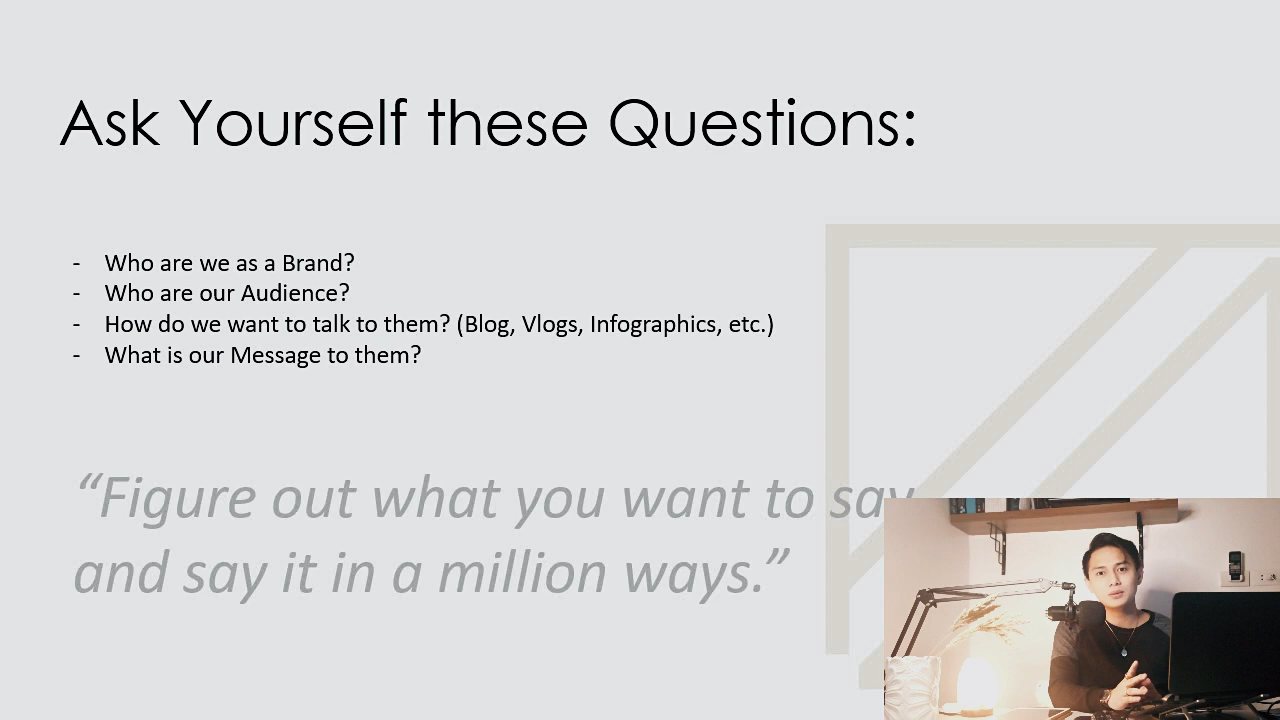 Ask Yourself these Questions:
- Who are we as a Brand?
- Who are our Audience?
- How do we want to talk to them? (Blog, Vlogs, Infographics, etc.)
- What is our Message to them?
“Figure out what you want to say
and say it in a million ways.”